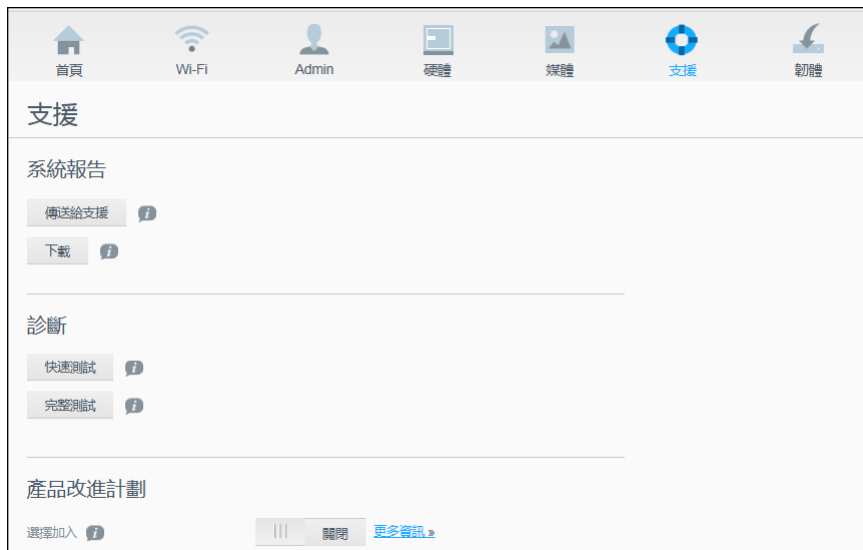 首頁 Wi-Fi Admin 硬體 媒體 支援 韌體
支援
系統報告
傳送給支援
下載
診斷
快速測試
完整測試
產品改進計劃
選擇加入 關閉 更多資訊 »